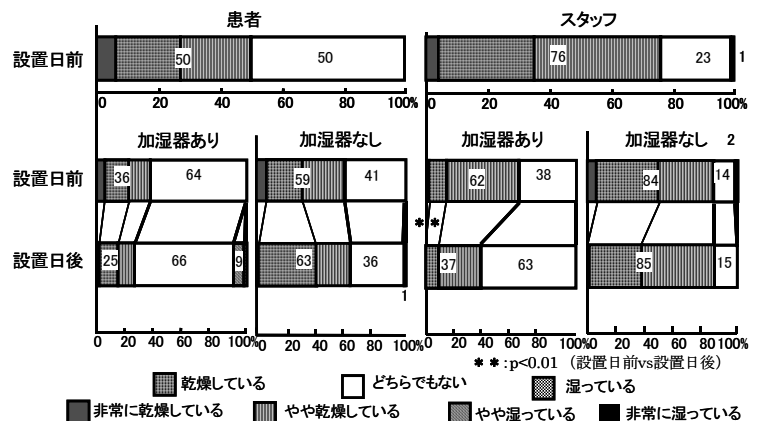 患者 スタッフ
設置日前 50 50 76 23 1
0 20 40 60 80 100% 0 20 40 60 80 100%
加湿器あり 加湿器なし 加湿器あり 加湿器なし 2
設置日前 36 64 59 41 62 38 84 14
**
設置日後 25 66 9 63 36 37 63 85 15
1
0 20 40 60 80 100% 0 20 40 60 80 100% 0 20 40 60 80 100% 0 20 40 60 80 100%
**:p<0.01 (設置日前vs設置日後)
乾燥している どちらでもない 湿っている
非常に乾燥している やや乾燥している やや湿っている 非常に湿っている